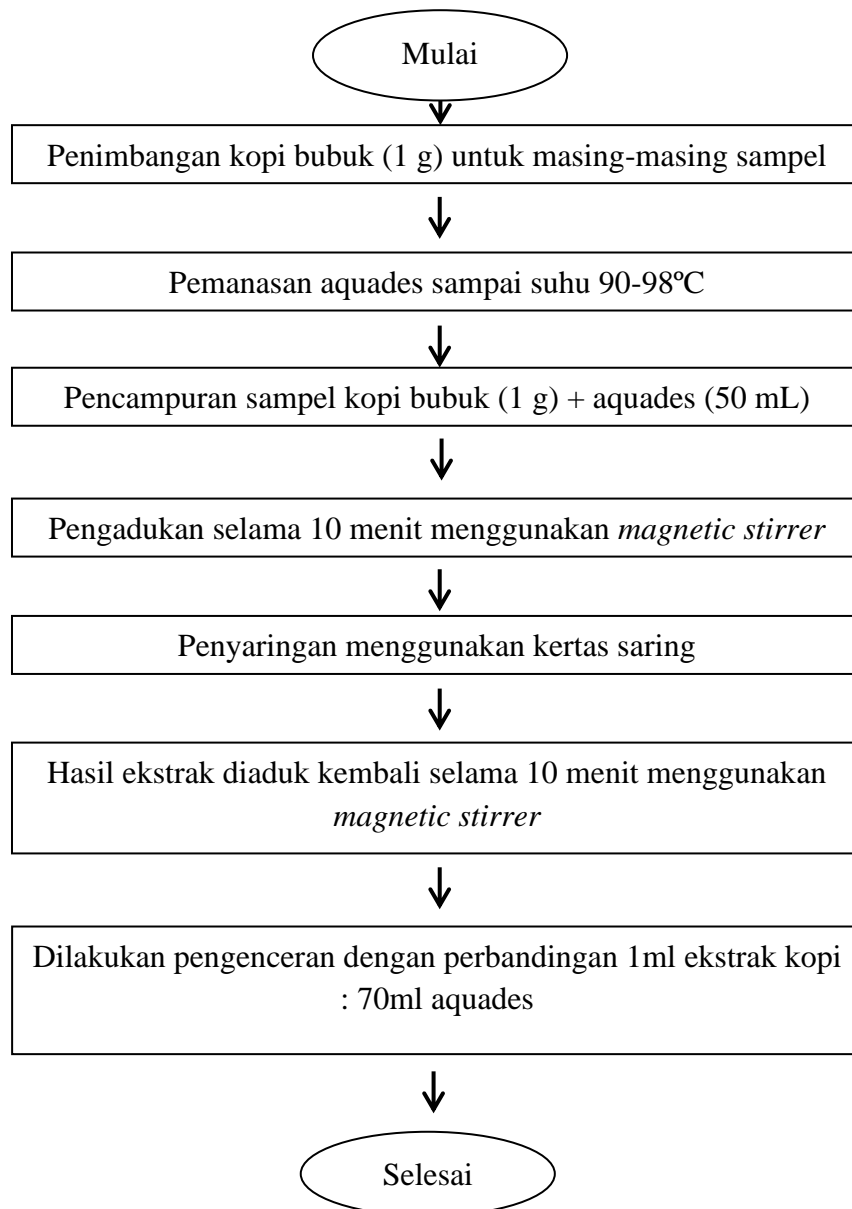 Mulai
Penimbangan kopi bubuk (1 g) untuk masing-masing sampel
Pemanasan aquades sampai suhu 90-98ºC
Pencampuran sampel kopi bubuk (1 g) + aquades (50 mL)
Pengadukan selama 10 menit menggunakan magnetic stirrer
Penyaringan menggunakan kertas saring
Hasil ekstrak diaduk kembali selama 10 menit menggunakan
magnetic stirrer
Dilakukan pengenceran dengan perbandingan 1ml ekstrak kopi
: 70ml aquades
Selesai